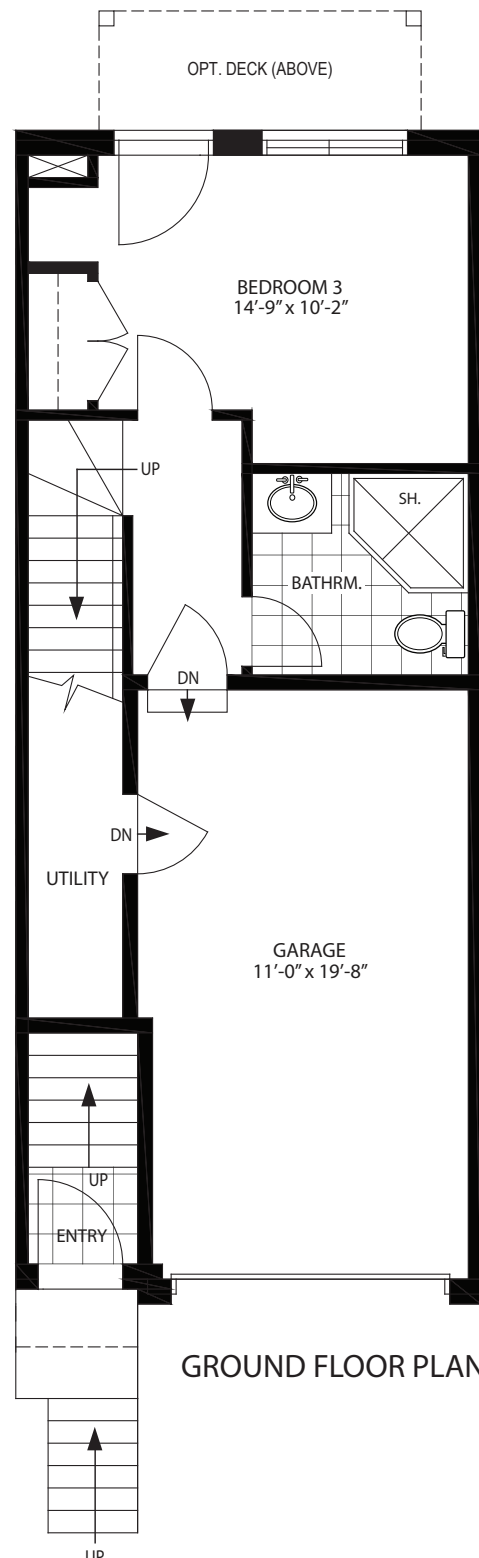 OPT. DECK (ABOVE)
BEDROOM 3
14'-9" x 10'-2"
UP
SH.
BATHRM.
DN
DN
UTILITY
GARAGE
11'-0" x 19'-8"
UP
ENTRY
GROUND FLOOR PLAN
UP